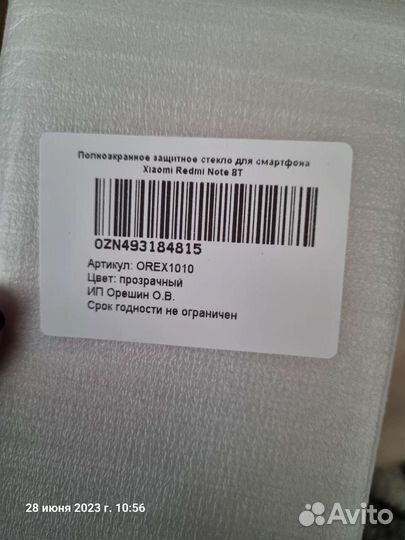 Полноэкранное защитное стекло для смартфона
Xiaomi Redmi Note 8T
OZN493184815
Артикул: OREX1010
Цвет: прозрачный
ИП Орешин О.В.
Срок годности не ограничен
28 июня 2023 г. 10:56
Avito